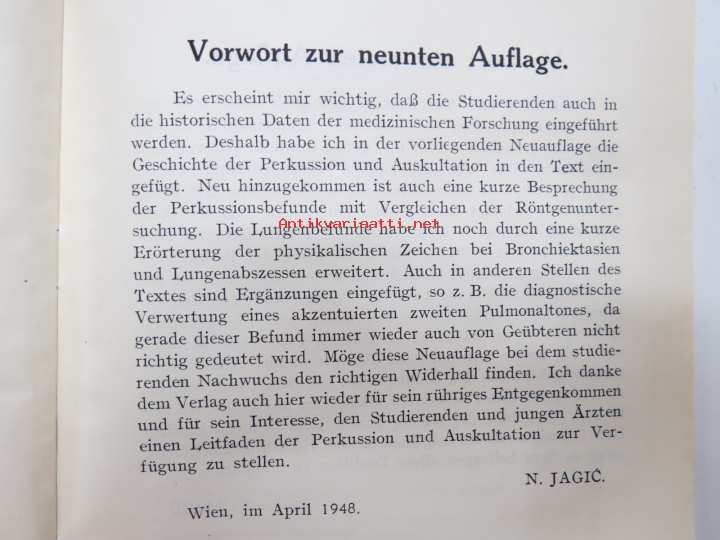 Vorwort zur neunten Auflage.
Es erscheint mir wichtig, daß die Studierenden auch in
die historischen Daten der medizinischen Forschung eingeführt
werden. Deshalb habe ich in der vorliegenden Neuauflage die
Geschichte der Perkussion und Auskultation in den Text ein-
gefügt. Neu hinzugekommen ist auch eine kurze Besprechung
der Perkussionsbefunde mit Vergleichen der Röntgenunter-
Antikvariaatti.net
suchung. Die Lungenbefunde habe ich noch durch eine kurze
Erörterung der physikalischen Zeichen bei Bronchiektasien
und Lungenabszessen erweitert. Auch in anderen Stellen des
Textes sind Ergänzungen eingefügt, so z. B. die diagnostische
Verwertung eines akzentuierten zweiten Pulmonaltones, da
gerade dieser Befund immer wieder auch von Geübteren nicht
richtig gedeutet wird. Möge diese Neuauflage bei dem studie-
renden Nachwuchs den richtigen Widerhall finden. Ich danke
dem Verlag auch hier wieder für sein rühriges Entgegenkommen
und für sein Interesse, den Studierenden und jungen Ärzten
einen Leitfaden der Perkussion und Auskultation zur Ver-
fügung zu stellen.
N. JAGIĆ.
Wien, im April 1948.